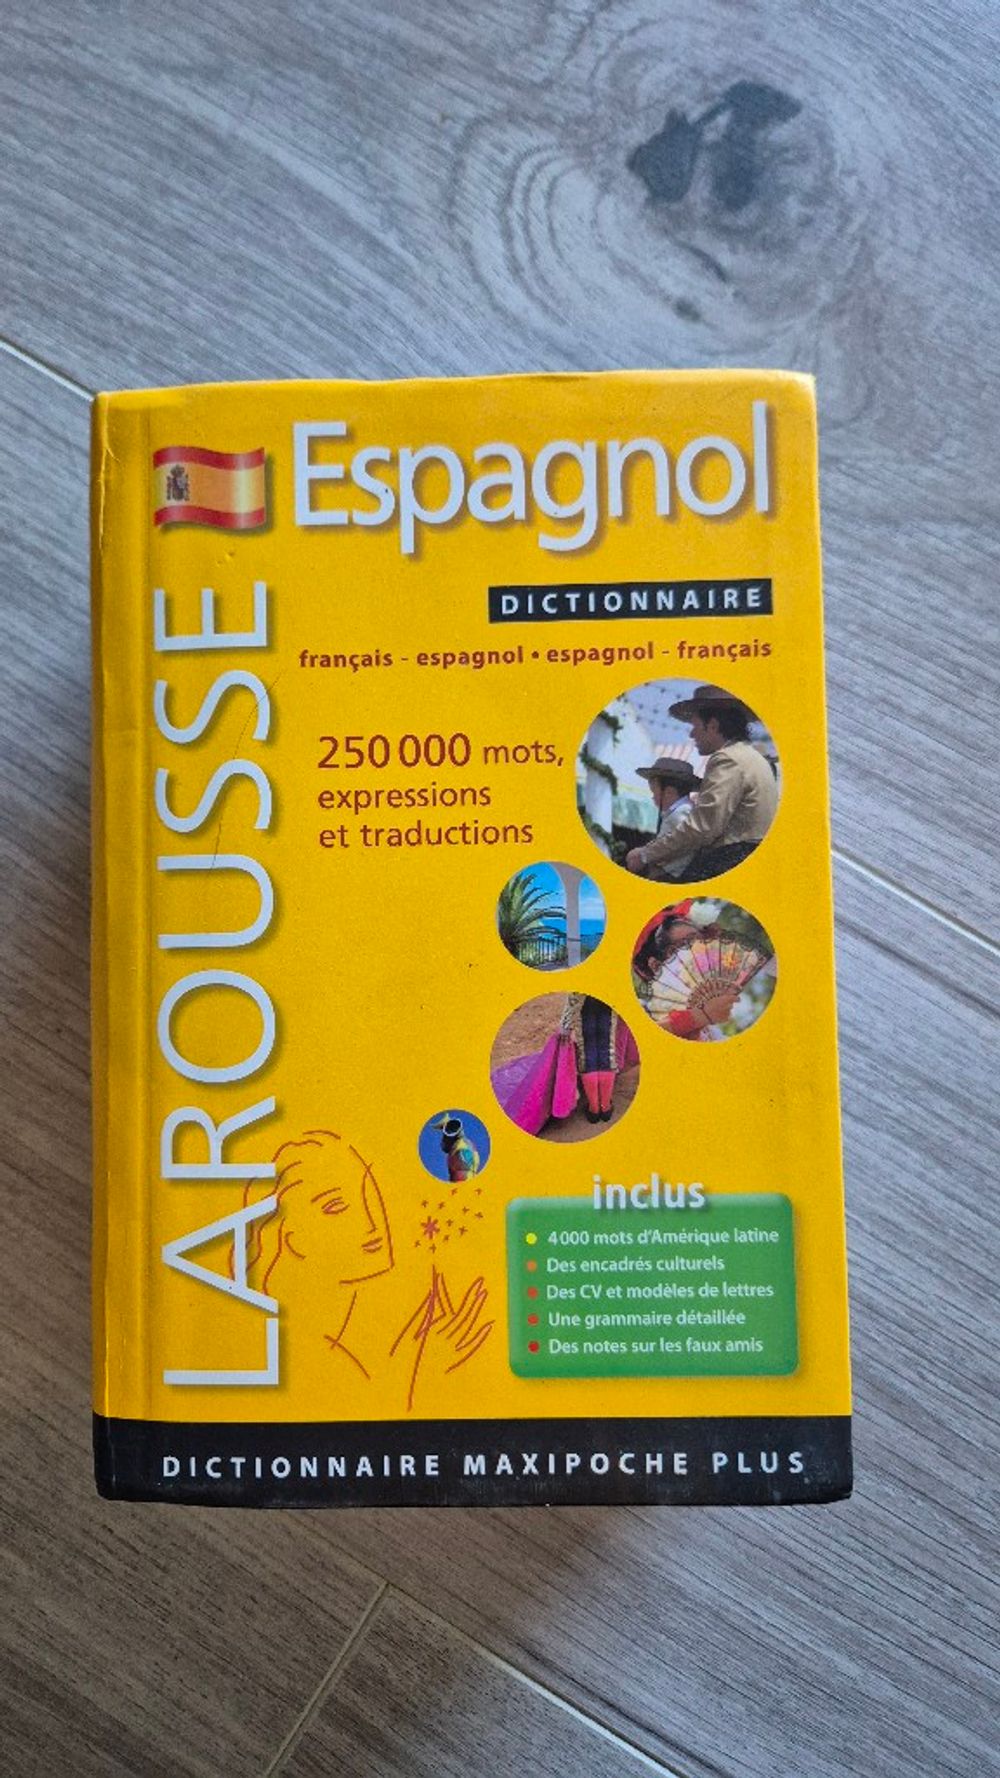 Espagnol
LAROUSSE
DICTIONNAIRE
français - espagnol • espagnol - français
250 000 mots,
expressions
et traductions
inclus
4 000 mots d'Amérique latine
Des encadrés culturels
Des CV et modèles de lettres
Une grammaire détaillée
Des notes sur les faux amis
DICTIONNAIRE MAXIPOCHE PLUS